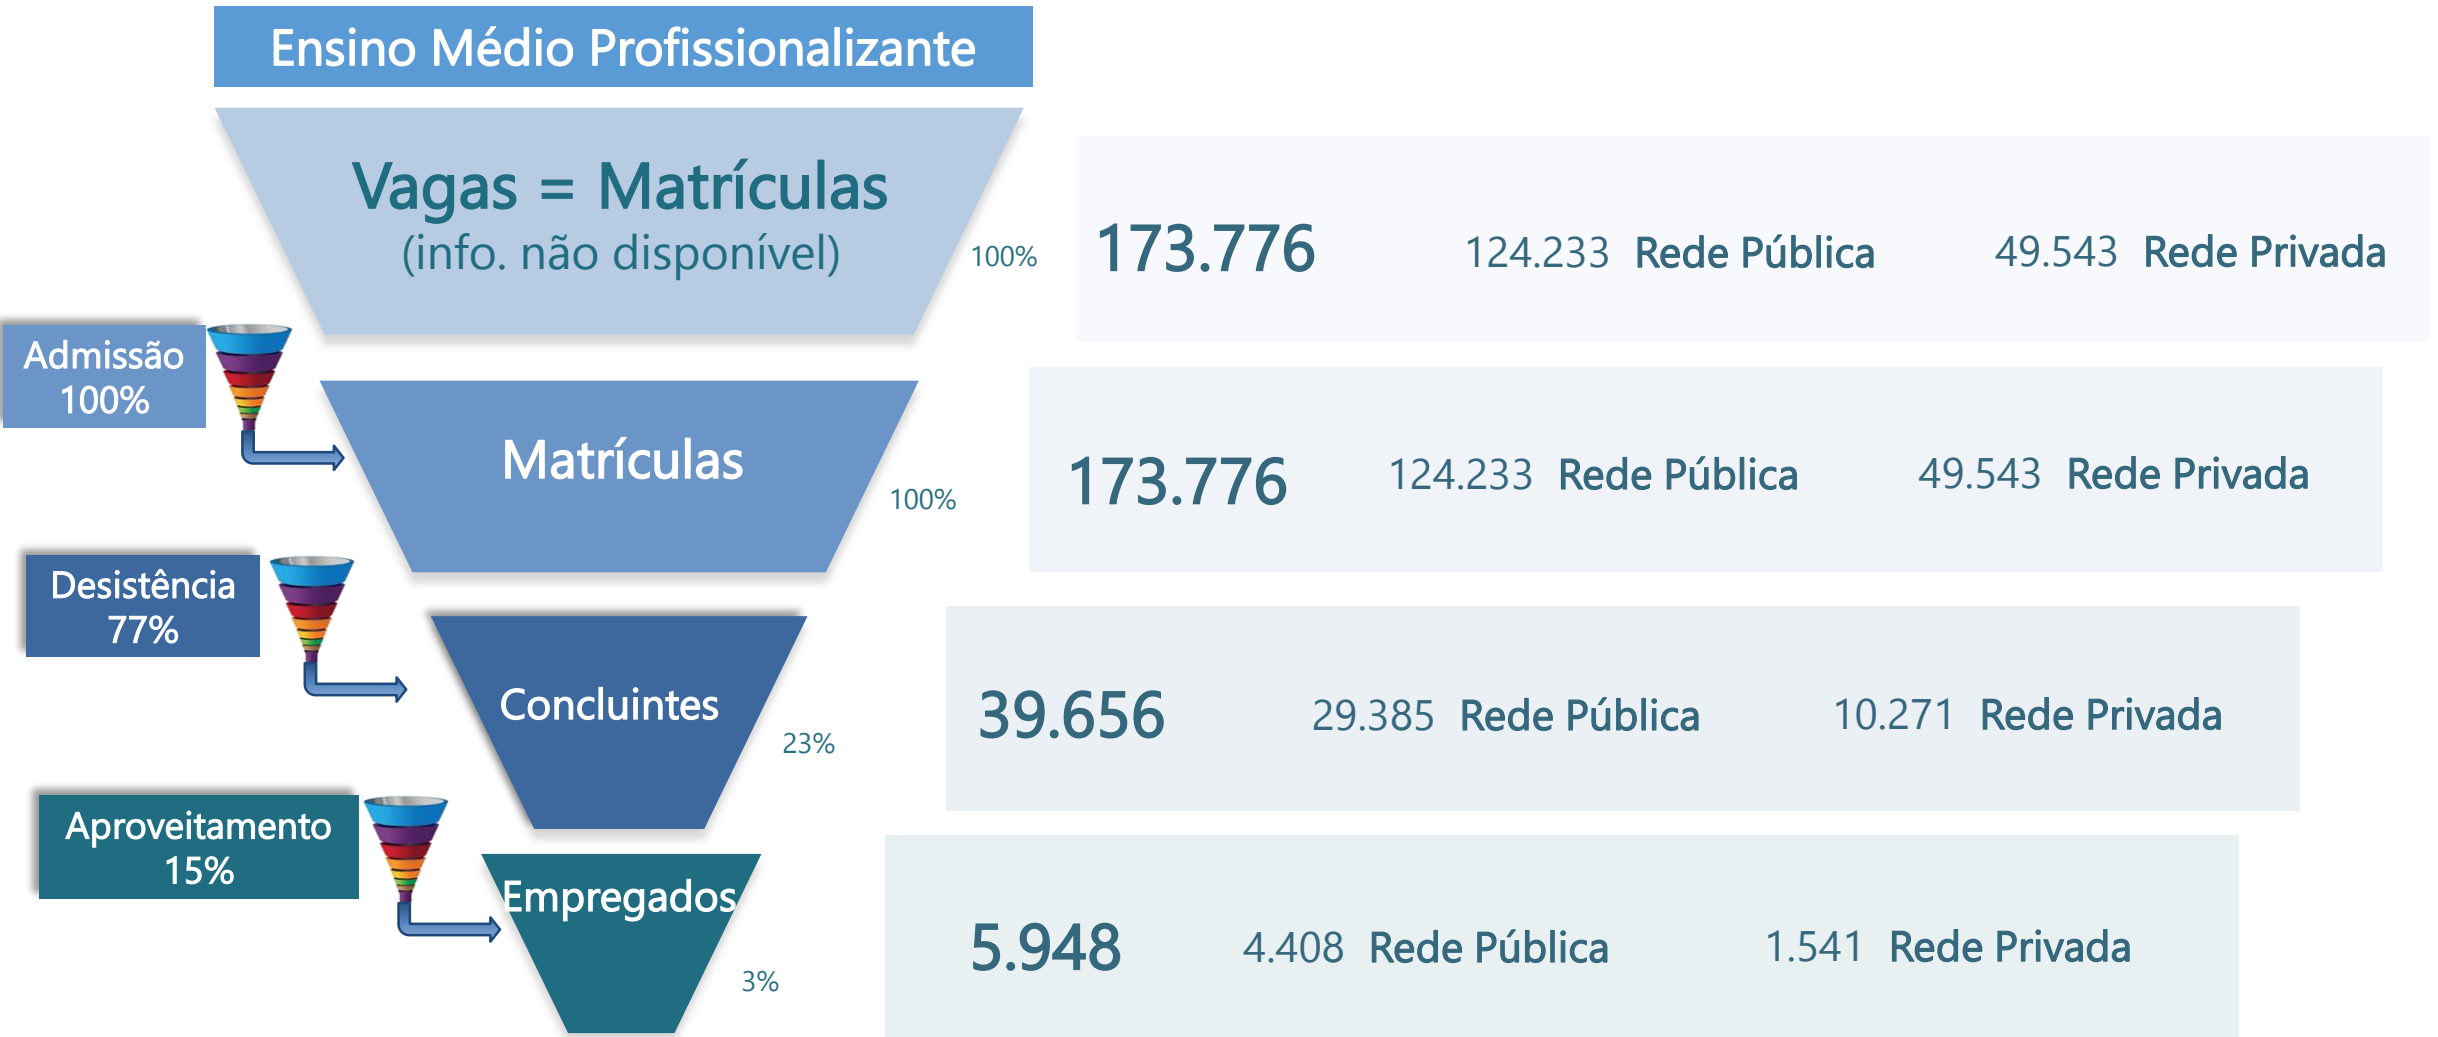 Ensino Médio Profissionalizante
Vagas = Matrículas
(info. não disponível)
100%
173.776
124.233 Rede Pública
49.543 Rede Privada
Admissão
100%
Matrículas
100%
173.776
124.233 Rede Pública
49.543 Rede Privada
Desistência
77%
Concluintes
23%
39.656
29.385 Rede Pública
10.271 Rede Privada
Aproveitamento
15%
Empregados
3%
5.948
4.408 Rede Pública
1.541 Rede Privada